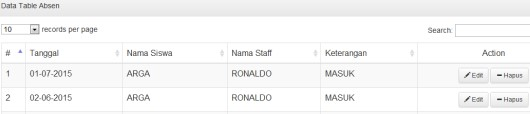 Data Table Absen
10 records per page Search:
# Tanggal Nama Siswa Nama Staff Keterangan Action
1 01-07-2015 ARGA RONALDO MASUK Edit Hapus
2 02-06-2015 ARGA RONALDO MASUK Edit Hapus